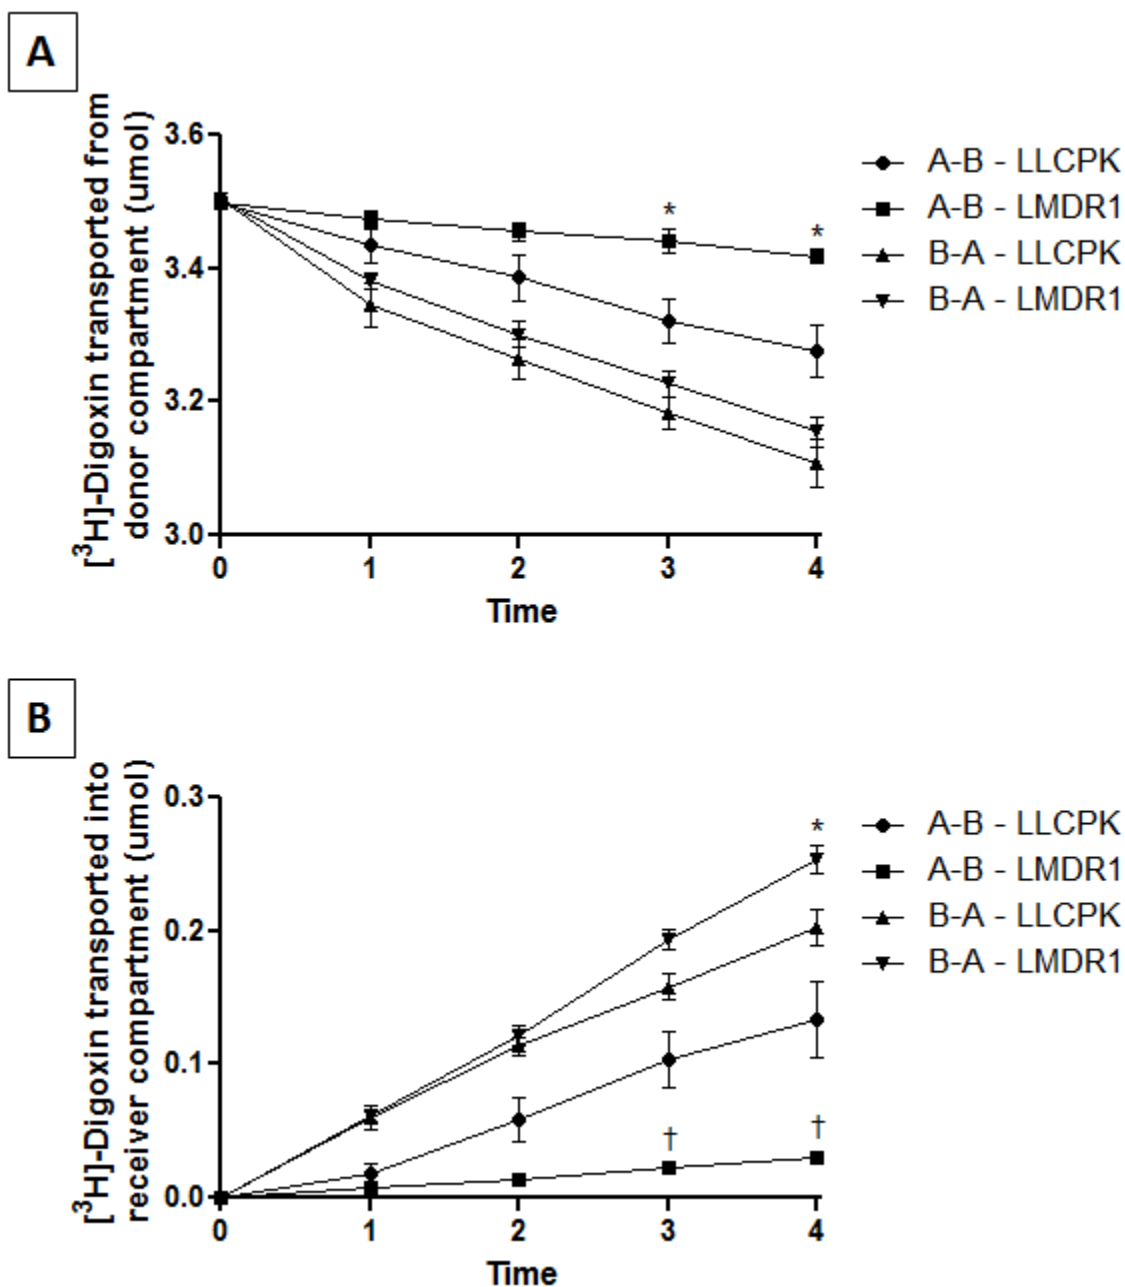 A
[³H]-Digoxin transported from
donor compartment (umol)
3.6
3.4
3.2
3.0
0 1 2 3 4
Time
* *
A-B - LLCPK
A-B - LMDR1
B-A - LLCPK
B-A - LMDR1
B
[³H]-Digoxin transported into
receiver compartment (umol)
0.3
0.2
0.1
0.0
0 1 2 3 4
Time
*
† †
A-B - LLCPK
A-B - LMDR1
B-A - LLCPK
B-A - LMDR1